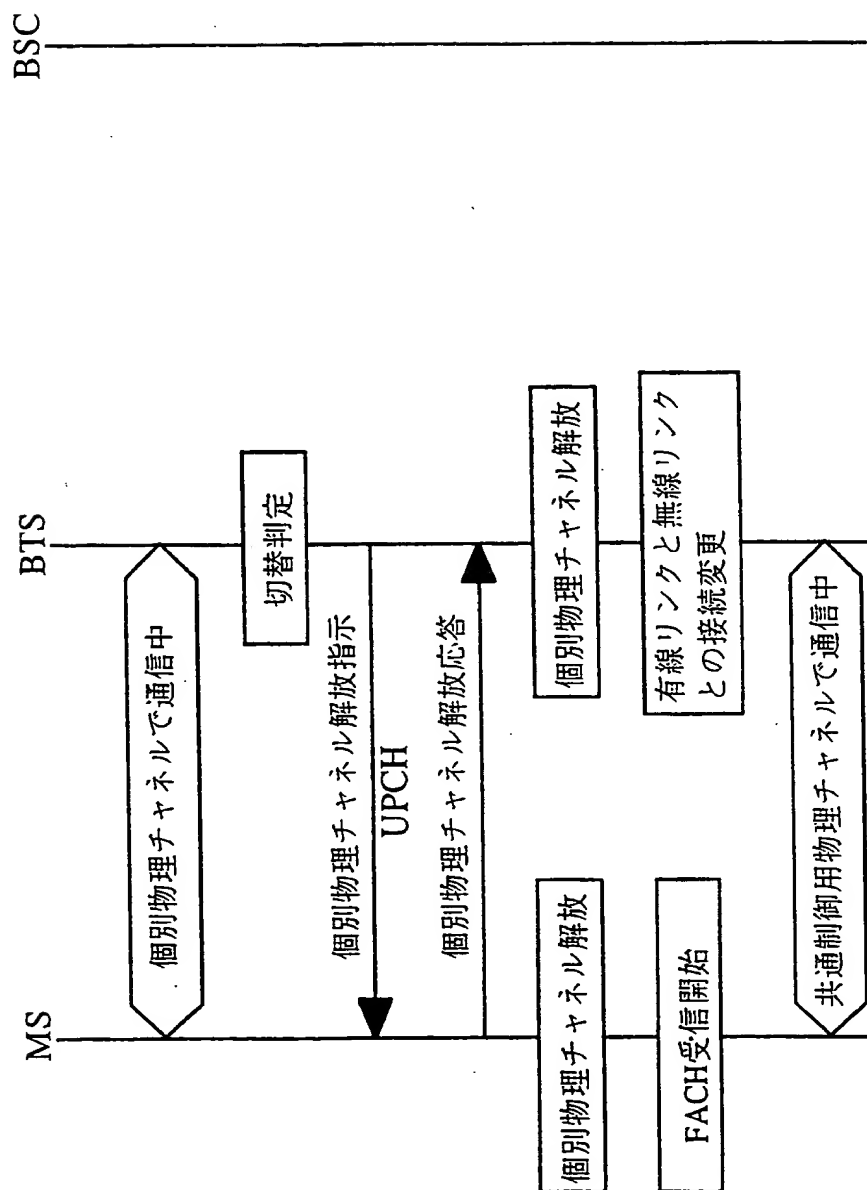 MS
BTS
BSC
個別物理チャネルで通信中
切替判定
個別物理チャネル解放指示
UPCH
個別物理チャネル解放応答
個別物理チャネル解放
個別物理チャネル解放
FACH受信開始
有線リンクと無線リンク
との接続変更
共通制御用物理チャネルで通信中